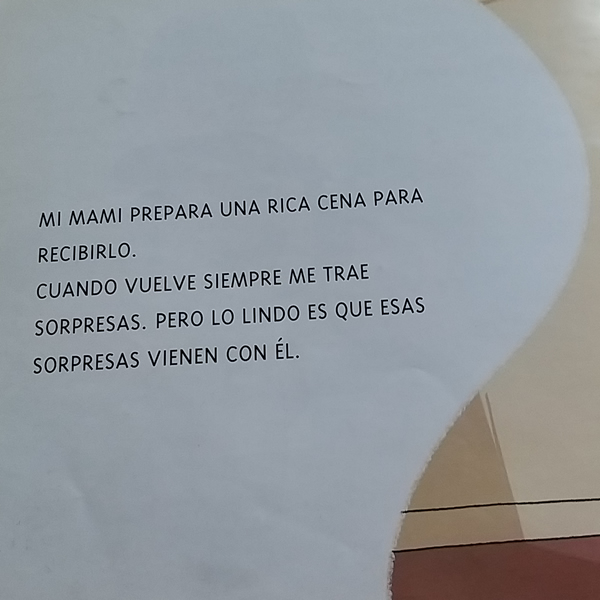 MI MAMI PREPARA UNA RICA CENA PARA
RECIBIRLO.
CUANDO VUELVE SIEMPRE ME TRAE
SORPRESAS. PERO LO LINDO ES QUE ESAS
SORPRESAS VIENEN CON ÉL.